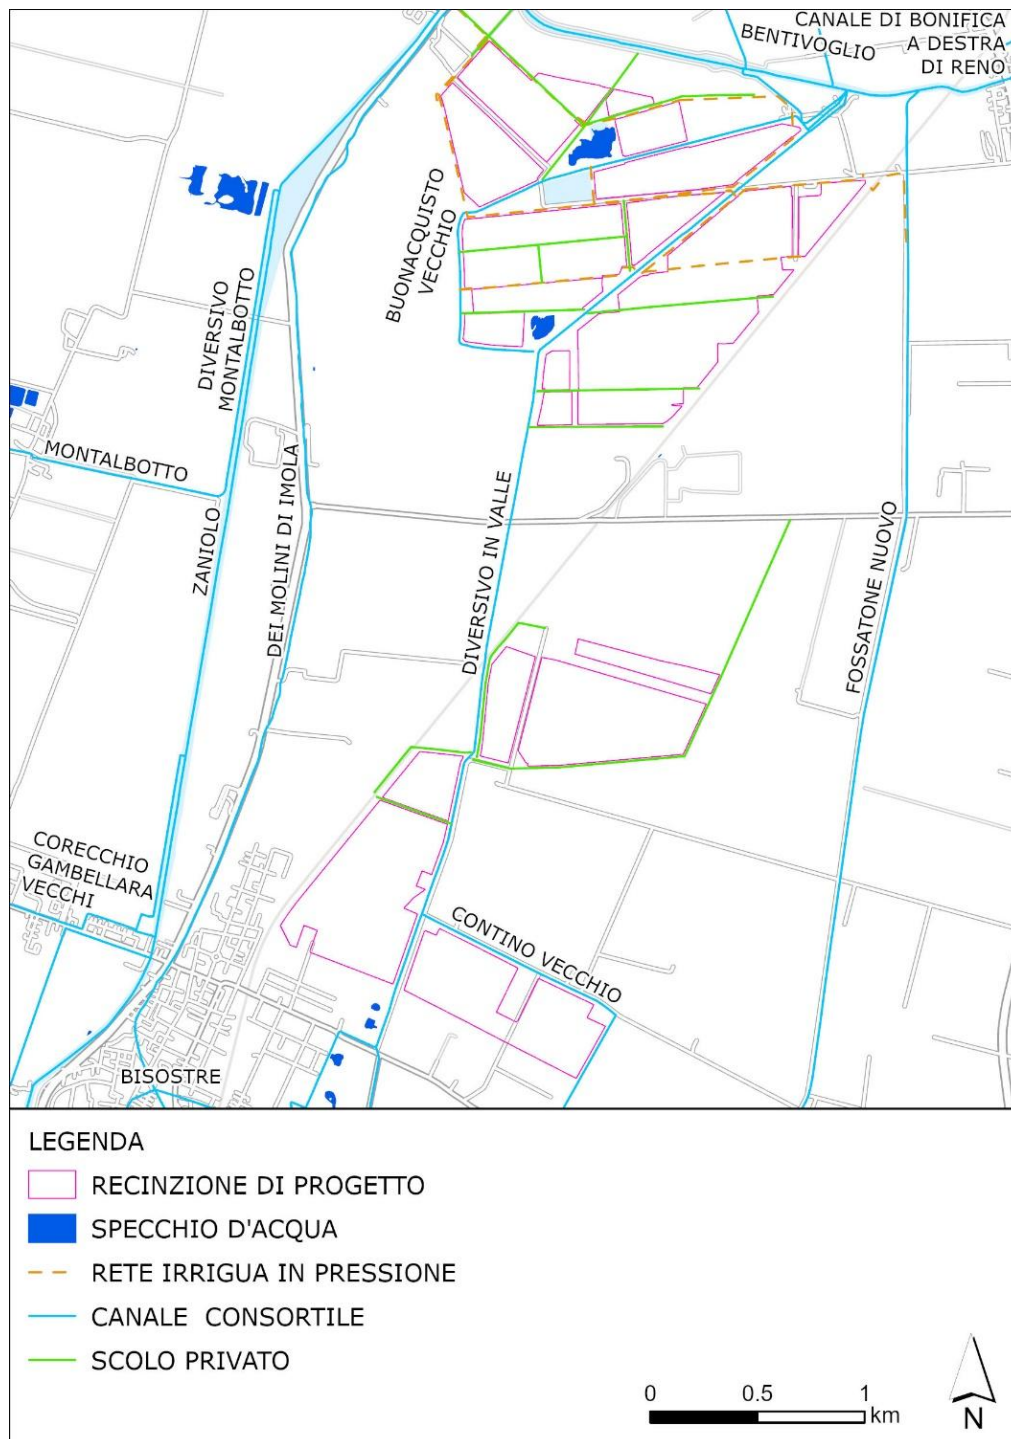 CANALE DI BONIFICA
A DESTRA
DI RENO
BENTIVOGLIO
BUONACQUISTO
VECCHIO
DIVERSIVO
MONTALBOTTO
MONTALBOTTO
ZANIOLO
DEI MOLINI DI IMOLA
DIVERSIVO IN VALLE
FOSSATONE NUOVO
CORECCHIO
GAMBELLARA
VECCHI
CONTINO VECCHIO
BISOSTRE
LEGENDA
RECINZIONE DI PROGETTO
SPECCHIO D'ACQUA
RETE IRRIGUA IN PRESSIONE
CANALE CONSORTILE
SCOLO PRIVATO
0 0.5 1
km
N